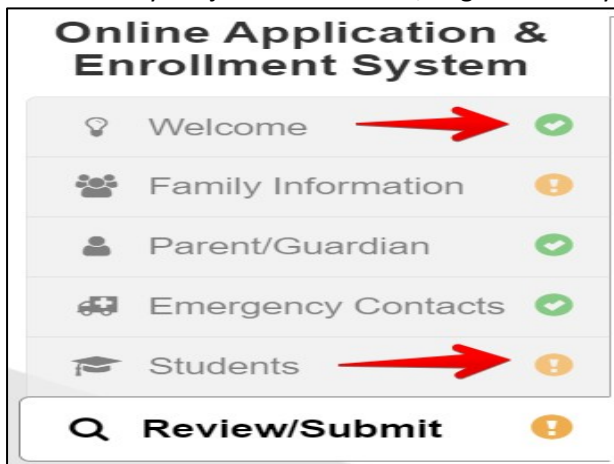 Online Application &
Enrollment System
Welcome
Family Information
Parent/Guardian
Emergency Contacts
Students
Review/Submit